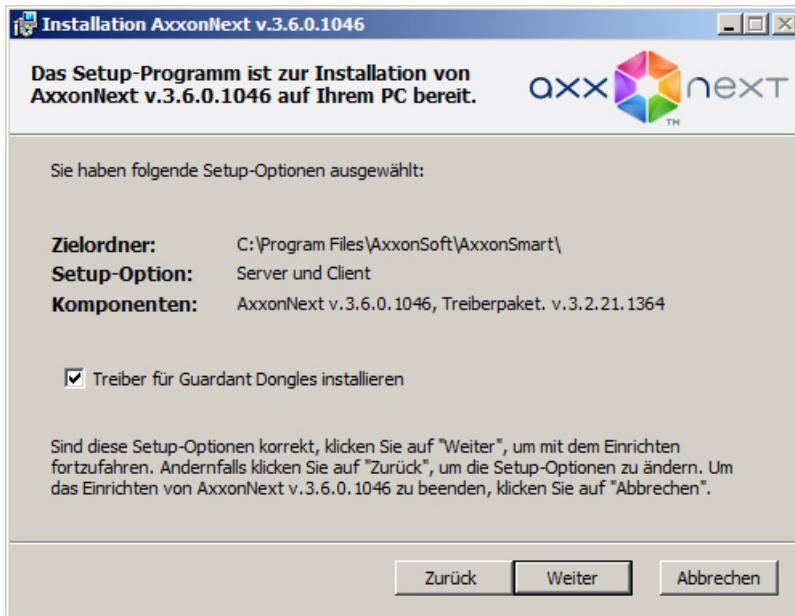 Installation AxxonNext v.3.6.0.1046
Das Setup-Programm ist zur Installation von
AxxonNext v.3.6.0.1046 auf Ihrem PC bereit.
axx next
TM
Sie haben folgende Setup-Optionen ausgewählt:
Zielordner: C:\Program Files\AxxonSoft\AxxonSmart\
Setup-Option: Server und Client
Komponenten: AxxonNext v.3.6.0.1046, Treiberpaket. v.3.2.21.1364
Treiber für Guardant Dongles installieren
Sind diese Setup-Optionen korrekt, klicken Sie auf "Weiter", um mit dem Einrichten
fortzufahren. Andernfalls klicken Sie auf "Zurück", um die Setup-Optionen zu ändern. Um
das Einrichten von AxxonNext v.3.6.0.1046 zu beenden, klicken Sie auf "Abbrechen".
Zurück Weiter Abbrechen